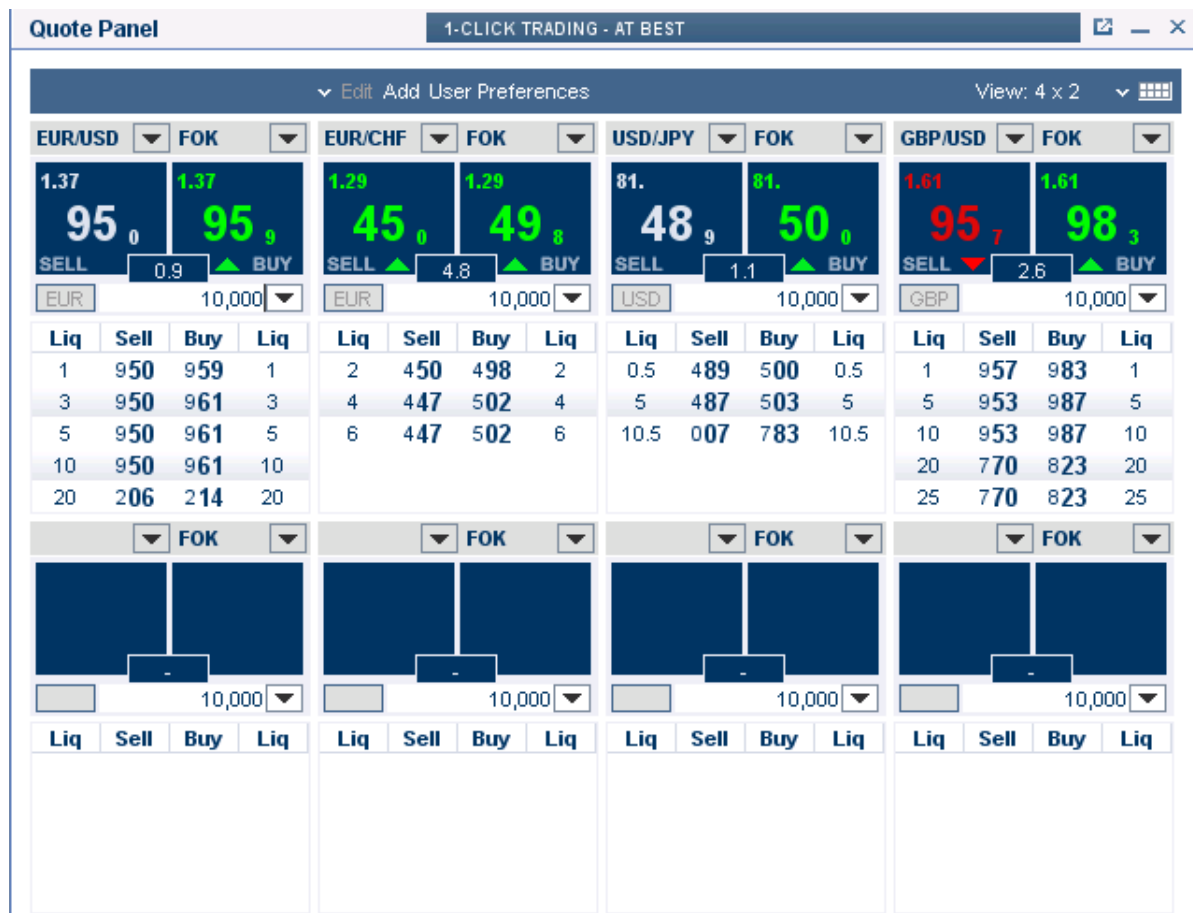 Quote Panel 1-CLICK TRADING - AT BEST
Edit Add User Preferences View: 4 x 2
EUR/USD FOK EUR/CHF FOK USD/JPY FOK GBP/USD FOK
1.37 1.37 1.29 1.29 81. 81. 1.61 1.61
95 0 95 9 45 0 49 8 48 9 50 0 95 7 98 3
SELL 0.9 BUY SELL 4.8 BUY SELL 1.1 BUY SELL 2.6 BUY
EUR 10,000 EUR 10,000 USD 10,000 GBP 10,000
Liq Sell Buy Liq Liq Sell Buy Liq Liq Sell Buy Liq Liq Sell Buy Liq
1 950 959 1 2 450 498 2 0.5 489 500 0.5 1 957 983 1
3 950 961 3 4 447 502 4 5 487 503 5 5 953 987 5
5 950 961 5 6 447 502 6 10.5 007 783 10.5 10 953 987 10
10 950 961 10 20 770 823 20
20 206 214 20 25 770 823 25
FOK FOK FOK FOK
- - - -
10,000 10,000 10,000 10,000
Liq Sell Buy Liq Liq Sell Buy Liq Liq Sell Buy Liq Liq Sell Buy Liq